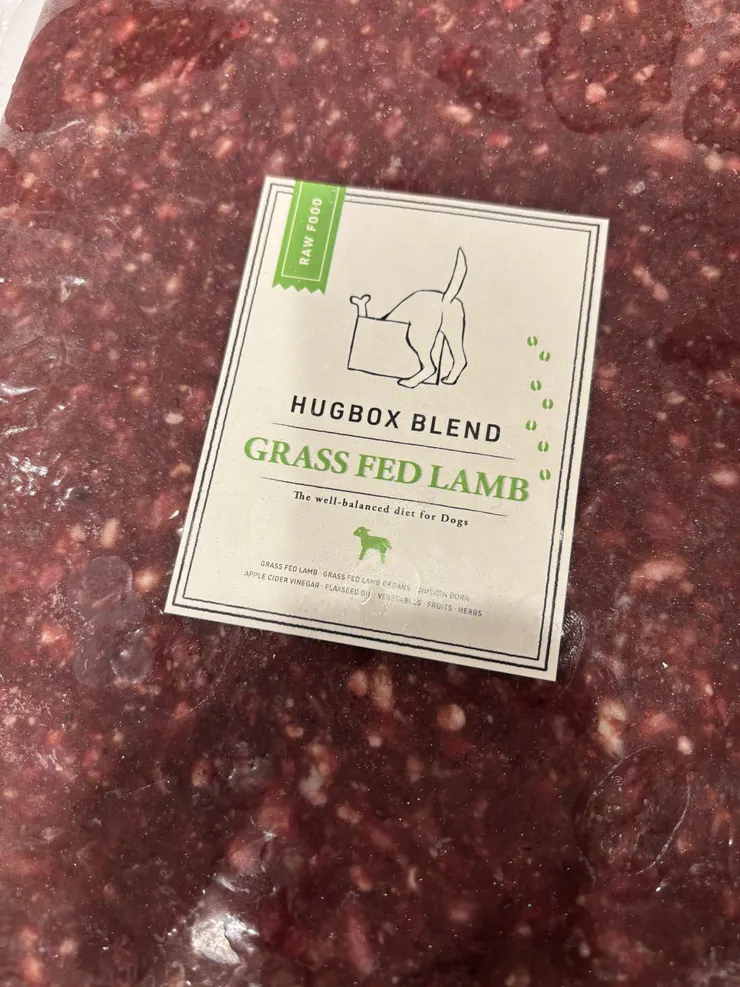 RAW FOOD
HUGBOX BLEND
GRASS FED LAMB
The well-balanced diet for Dogs
GRASS FED LAMB · GRASS FED LAMB ORGANS ·
APPLE CIDER VINEGAR · FLAXSEED OIL · VEGETABLES · FRUITS · HERBS